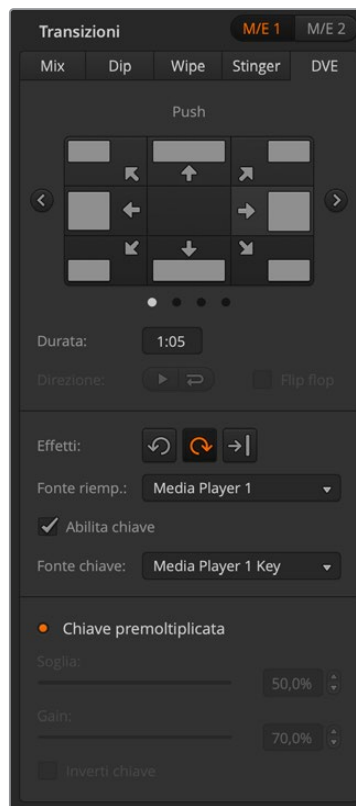 Transizioni M/E 1 M/E 2
Mix Dip Wipe Stinger DVE
Push
Durata: 1:05
Direzione: Flip flop
Effetti:
Fonte riemp.: Media Player 1
Abilita chiave
Fonte chiave: Media Player 1 Key
Chiave premoltiplicata
Soglia:
50,0%
Gain:
70,0%
Inverti chiave